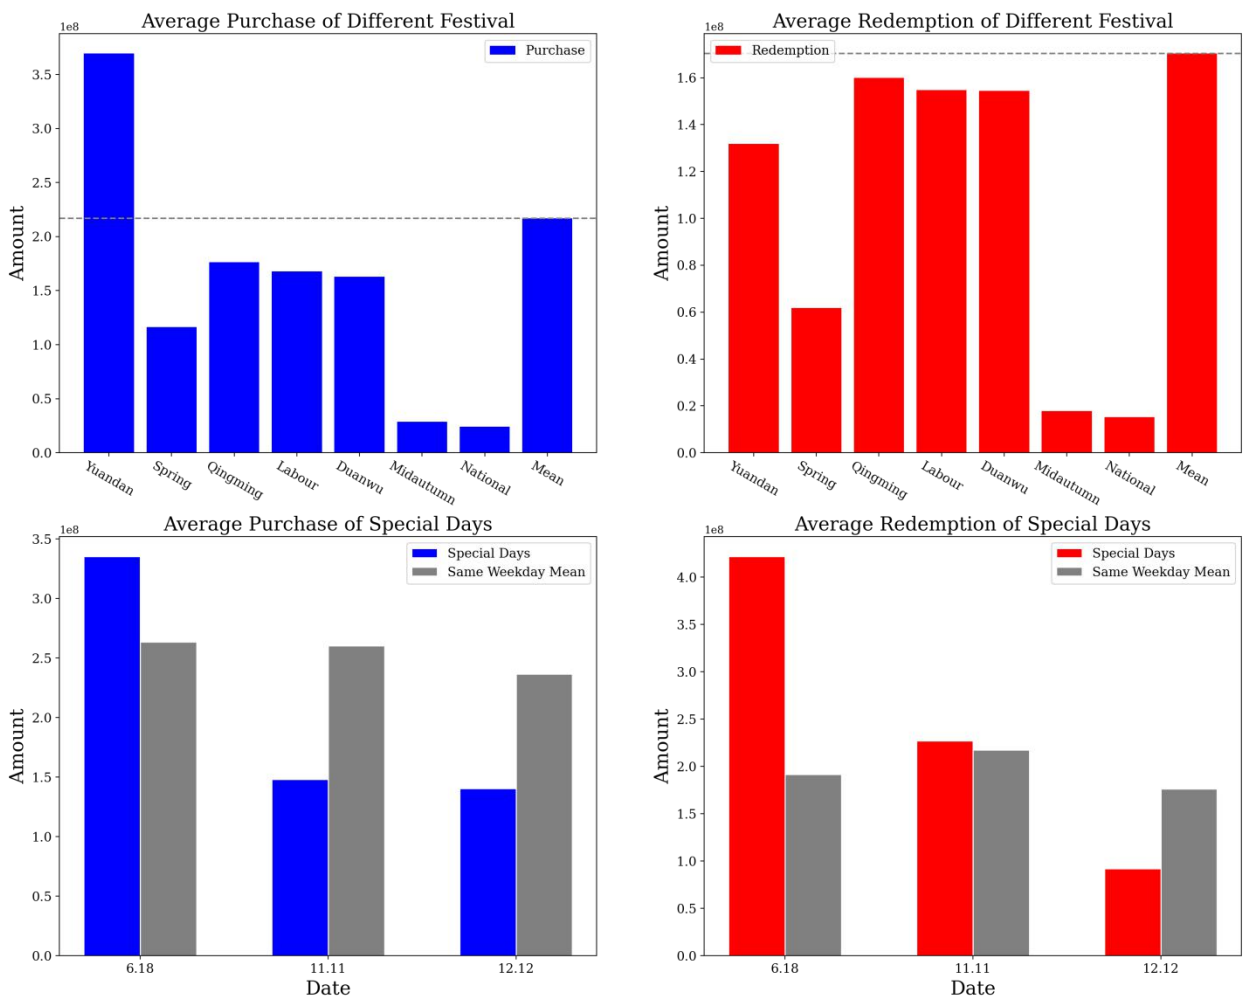 Average Purchase of Different Festival
1e8
Purchase
3.5
3.0
2.5
2.0
1.5
1.0
0.5
0.0
Amount
Yuandan
Spring
Qingming
Labour
Duanwu
Midautumn
National
Mean
Average Redemption of Different Festival
1e8
Redemption
1.6
1.4
1.2
1.0
0.8
0.6
0.4
0.2
0.0
Amount
Yuandan
Spring
Qingming
Labour
Duanwu
Midautumn
National
Mean
Average Purchase of Special Days
1e8
Special Days
Same Weekday Mean
3.5
3.0
2.5
2.0
1.5
1.0
0.5
0.0
Amount
6.18
11.11
12.12
Date
Average Redemption of Special Days
1e8
Special Days
Same Weekday Mean
4.0
3.5
3.0
2.5
2.0
1.5
1.0
0.5
0.0
Amount
6.18
11.11
12.12
Date